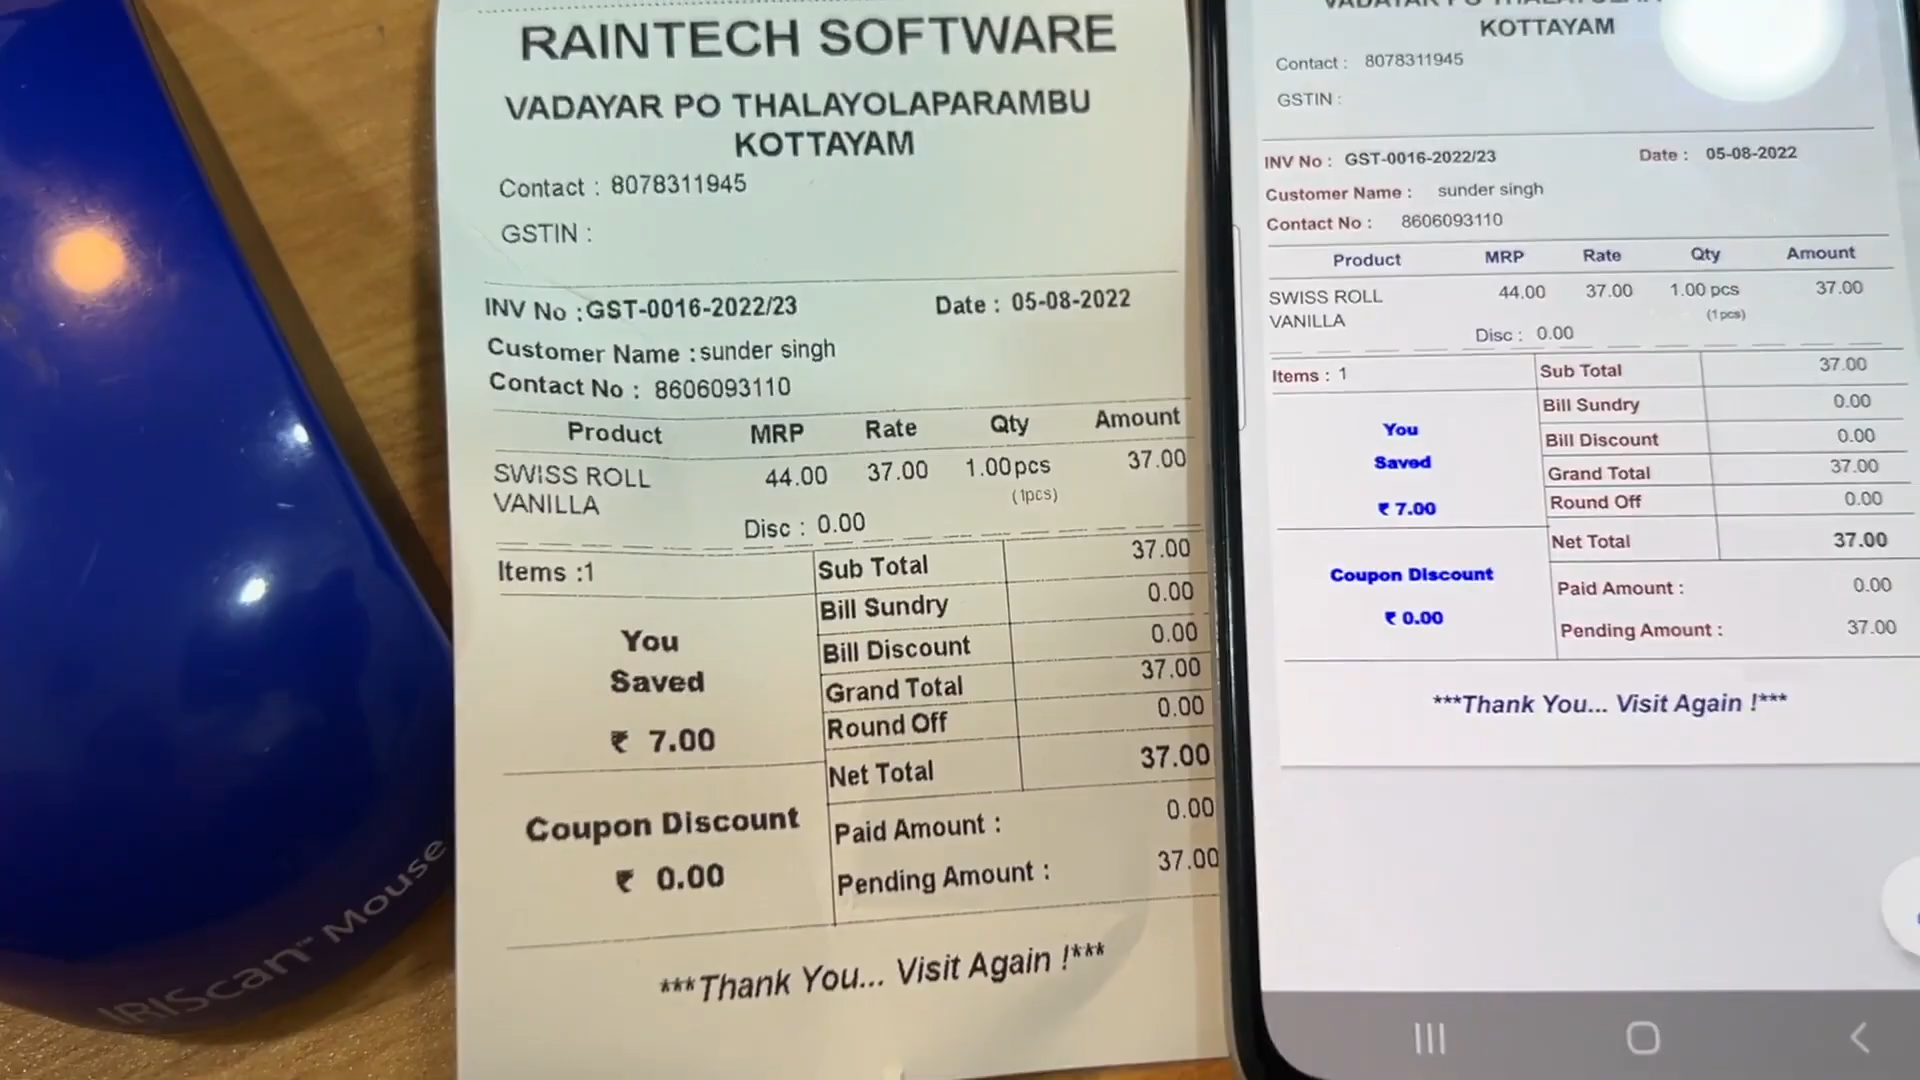 RAINTECH SOFTWARE
VADAYAR PO THALAYOLAPARAMBU
KOTTAYAM
Contact : 8078311945
GSTIN :
INV No :GST-0016-2022/23 Date : 05-08-2022
Customer Name :sunder singh
Contact No : 8606093110
Product MRP Rate Qty Amount
SWISS ROLL 44.00 37.00 1.00pcs 37.00
VANILLA (1pcs)
Disc : 0.00
Items :1
Sub Total 37.00
Bill Sundry 0.00
Bill Discount 0.00
Grand Total 37.00
Round Off 0.00
Net Total 37.00
You
Saved
₹ 7.00
Coupon Discount
₹ 0.00
Paid Amount : 0.00
Pending Amount : 37.00
***Thank You... Visit Again !***
KOTTAYAM
Contact : 8078311945
GSTIN :
INV No : GST-0016-2022/23 Date : 05-08-2022
Customer Name : sunder singh
Contact No : 8606093110
Product MRP Rate Qty Amount
SWISS ROLL 44.00 37.00 1.00 pcs 37.00
VANILLA (1pcs)
Disc : 0.00
Items : 1
Sub Total 37.00
Bill Sundry 0.00
Bill Discount 0.00
Grand Total 37.00
Round Off 0.00
Net Total 37.00
You
Saved
₹ 7.00
Coupon Discount
₹ 0.00
Paid Amount : 0.00
Pending Amount : 37.00
***Thank You... Visit Again !***
IRIScan™ Mouse